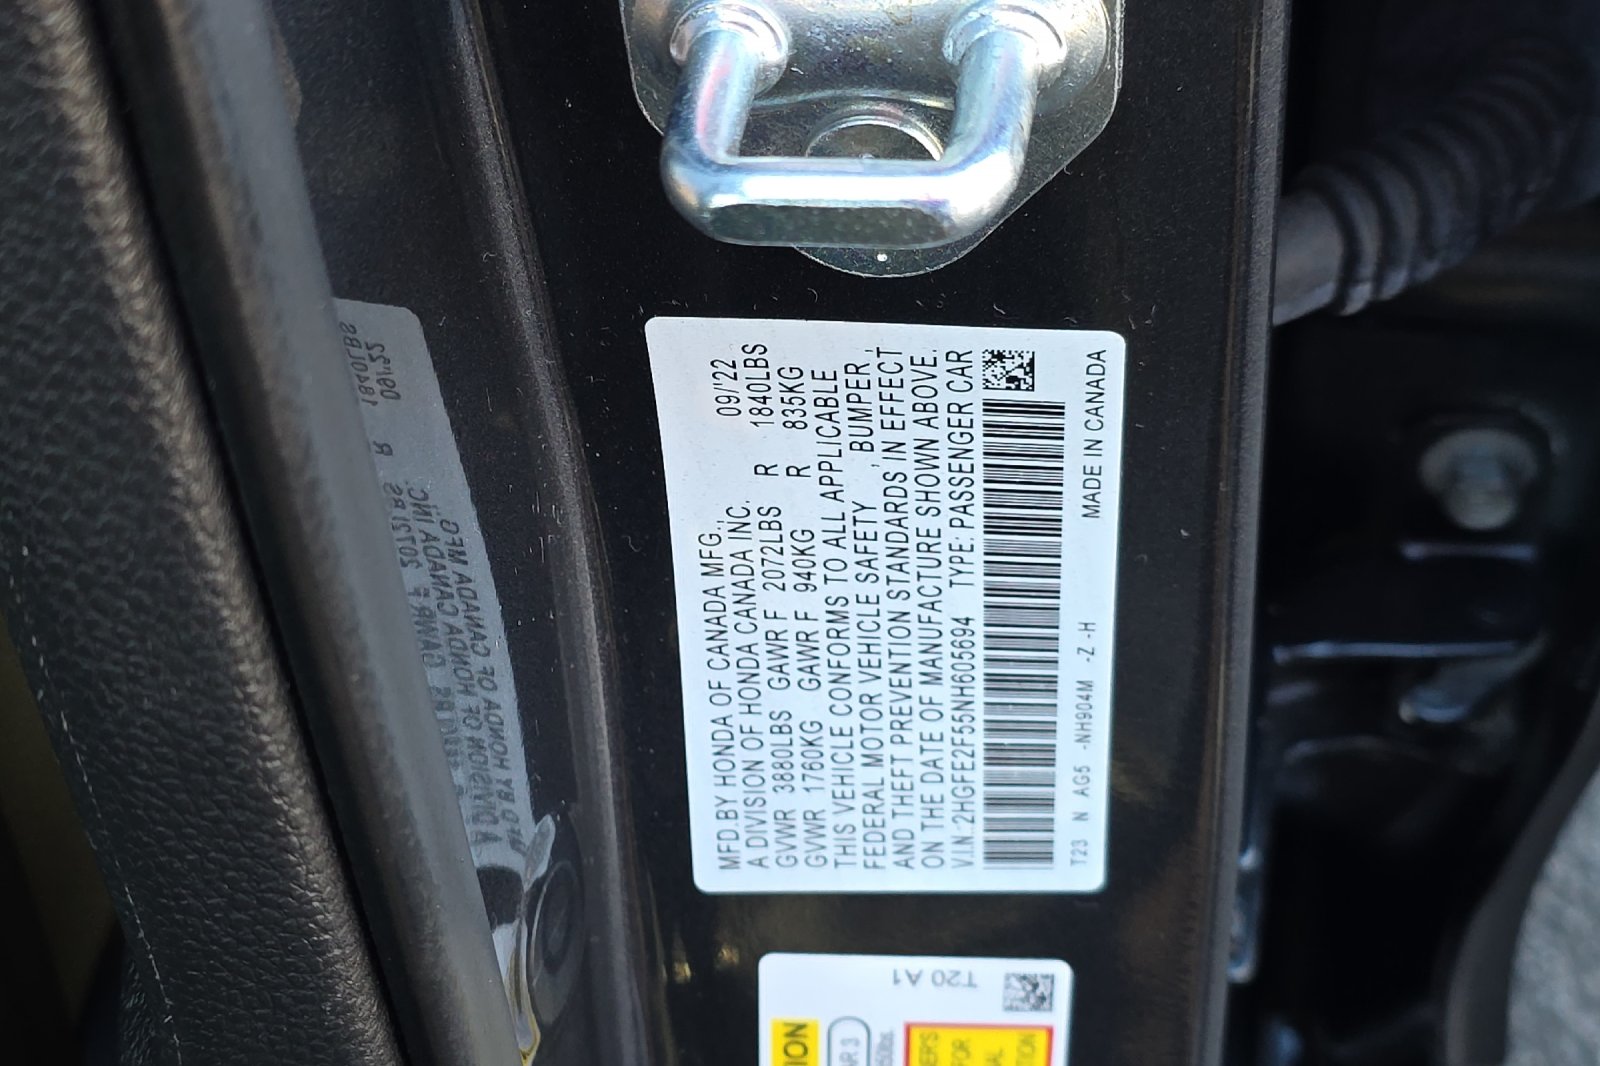 MFD.BY HONDA OF CANADA MFG., 09/'22
A DIVISION OF HONDA CANADA INC.
GVWR 3880LBS GAWR F 2072LBS R 1840LBS
GVWR 1760KG GAWR F 940KG R 835KG
THIS VEHICLE CONFORMS TO ALL APPLICABLE
FEDERAL MOTOR VEHICLE SAFETY , BUMPER,
AND THEFT PREVENTION STANDARDS IN EFFECT
ON THE DATE OF MANUFACTURE SHOWN ABOVE.
V.I.N.:2HGFE2F55NH605694 TYPE:PASSENGER CAR
T23 N AG5 -NH904M -Z -H MADE IN CANADA
T20 A1